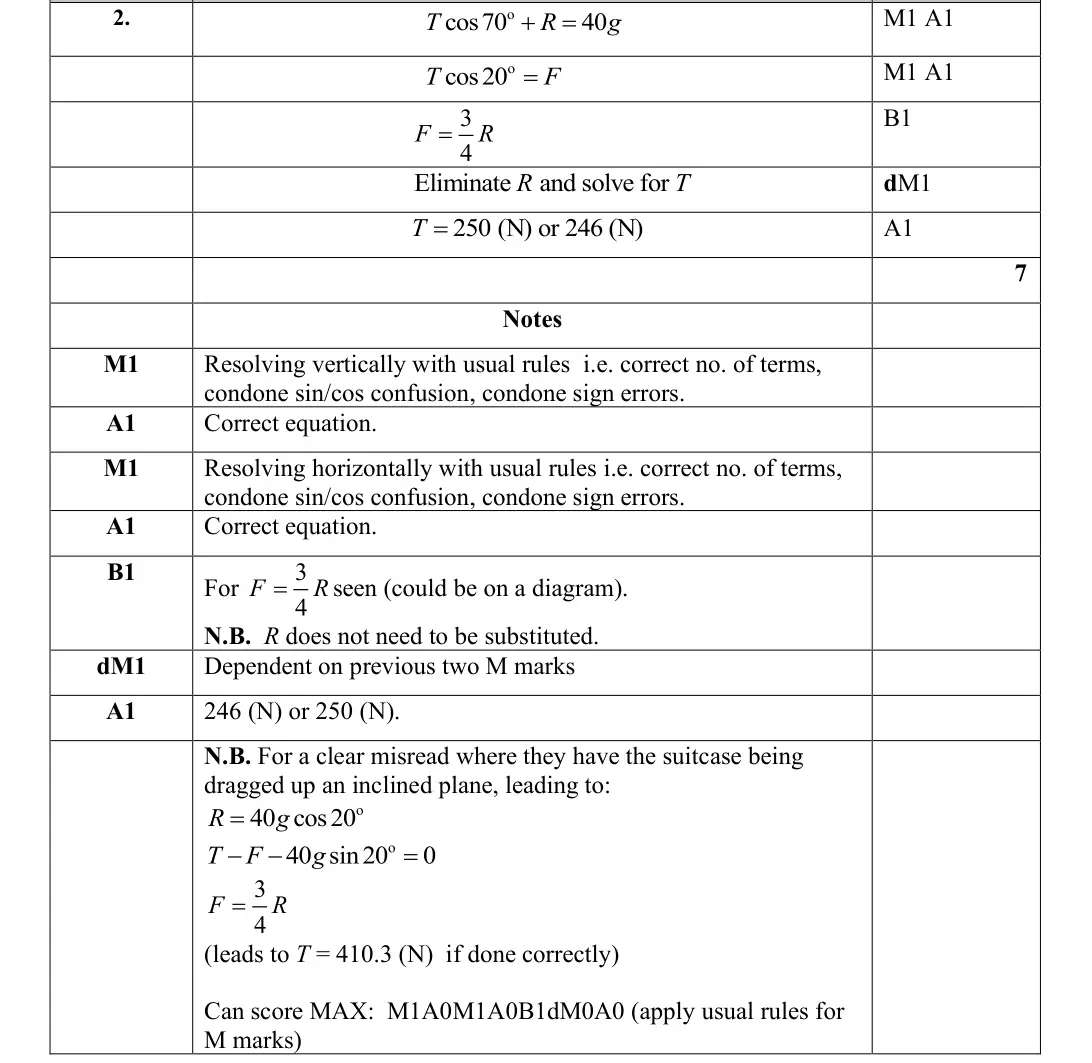 2. T cos 70° + R = 40g M1 A1
T cos 20° = F M1 A1
F = 3/4 R B1
Eliminate R and solve for T dM1
T = 250 (N) or 246 (N) A1
7
Notes
M1 Resolving vertically with usual rules i.e. correct no. of terms,
condone sin/cos confusion, condone sign errors.
A1 Correct equation.
M1 Resolving horizontally with usual rules i.e. correct no. of terms,
condone sin/cos confusion, condone sign errors.
A1 Correct equation.
B1 For F = 3/4 R seen (could be on a diagram).
N.B. R does not need to be substituted.
dM1 Dependent on previous two M marks
A1 246 (N) or 250 (N).
N.B. For a clear misread where they have the suitcase being
dragged up an inclined plane, leading to:
R = 40g cos 20°
T − F − 40g sin 20° = 0
F = 3/4 R
(leads to T = 410.3 (N) if done correctly)
Can score MAX: M1A0M1A0B1dM0A0 (apply usual rules for
M marks)